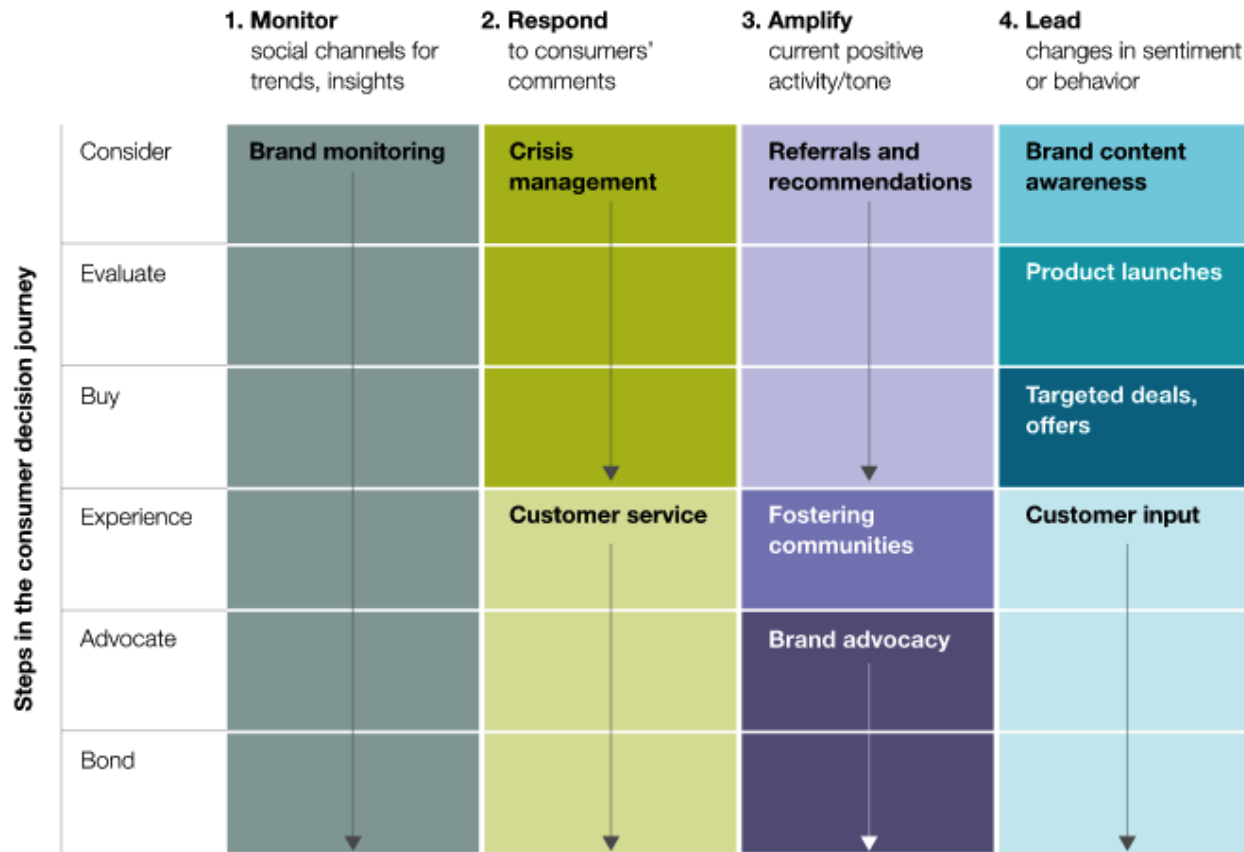 1. Monitor
social channels for
trends, insights
2. Respond
to consumers’
comments
3. Amplify
current positive
activity/tone
4. Lead
changes in sentiment
or behavior
Steps in the consumer decision journey
Consider
Brand monitoring
Crisis
management
Referrals and
recommendations
Brand content
awareness
Evaluate
Product launches
Buy
Targeted deals,
offers
Experience
Customer service
Fostering
communities
Customer input
Advocate
Brand advocacy
Bond